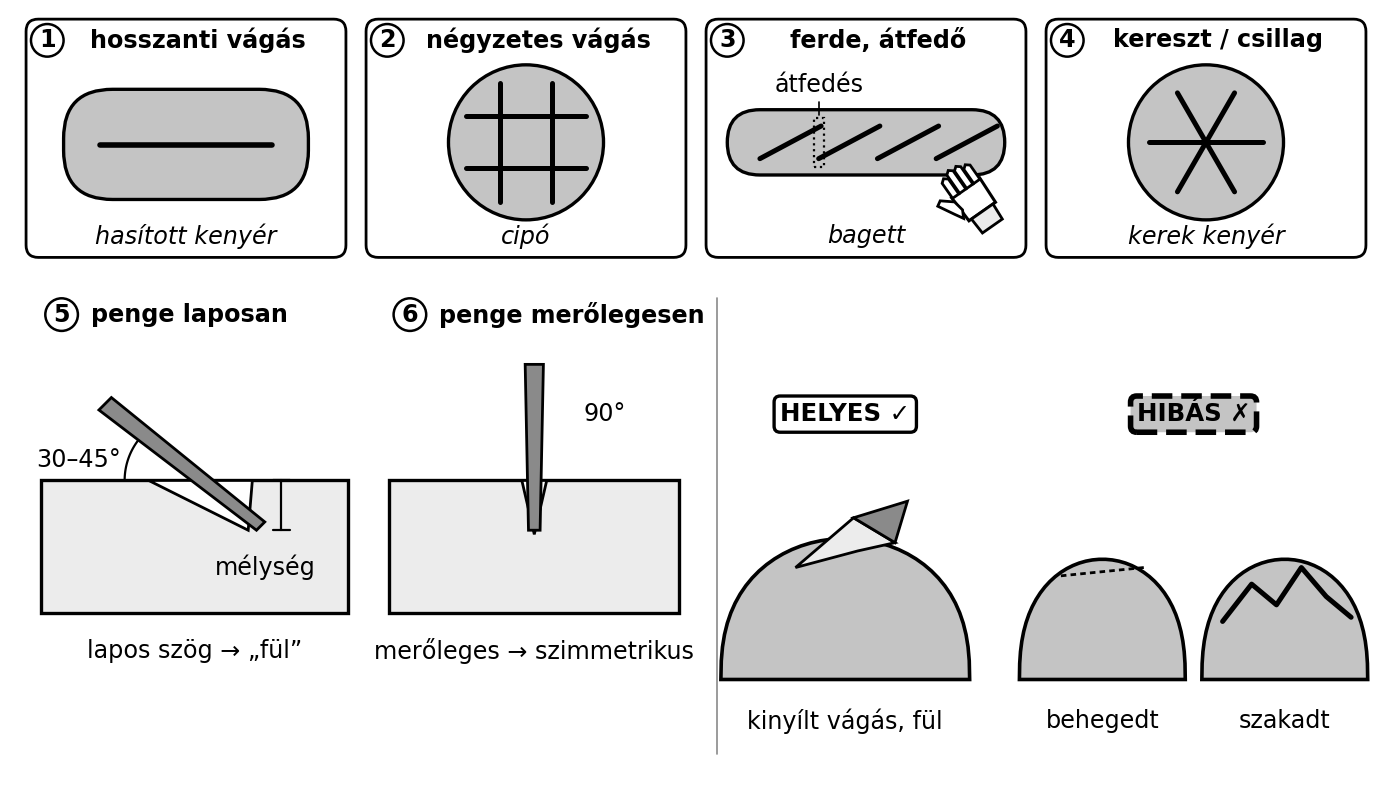 1 hosszanti vágás
hasított kenyér
2 négyzetes vágás
cipó
3 ferde, átfedő
átfedés
bagett
4 kereszt / csillag
kerek kenyér
5 penge laposan
30–45°
mélység
lapos szög → „fül”
6 penge merőlegesen
90°
merőleges → szimmetrikus
HELYES ✓
kinyílt vágás, fül
HIBÁS ✗
behegedt
szakadt